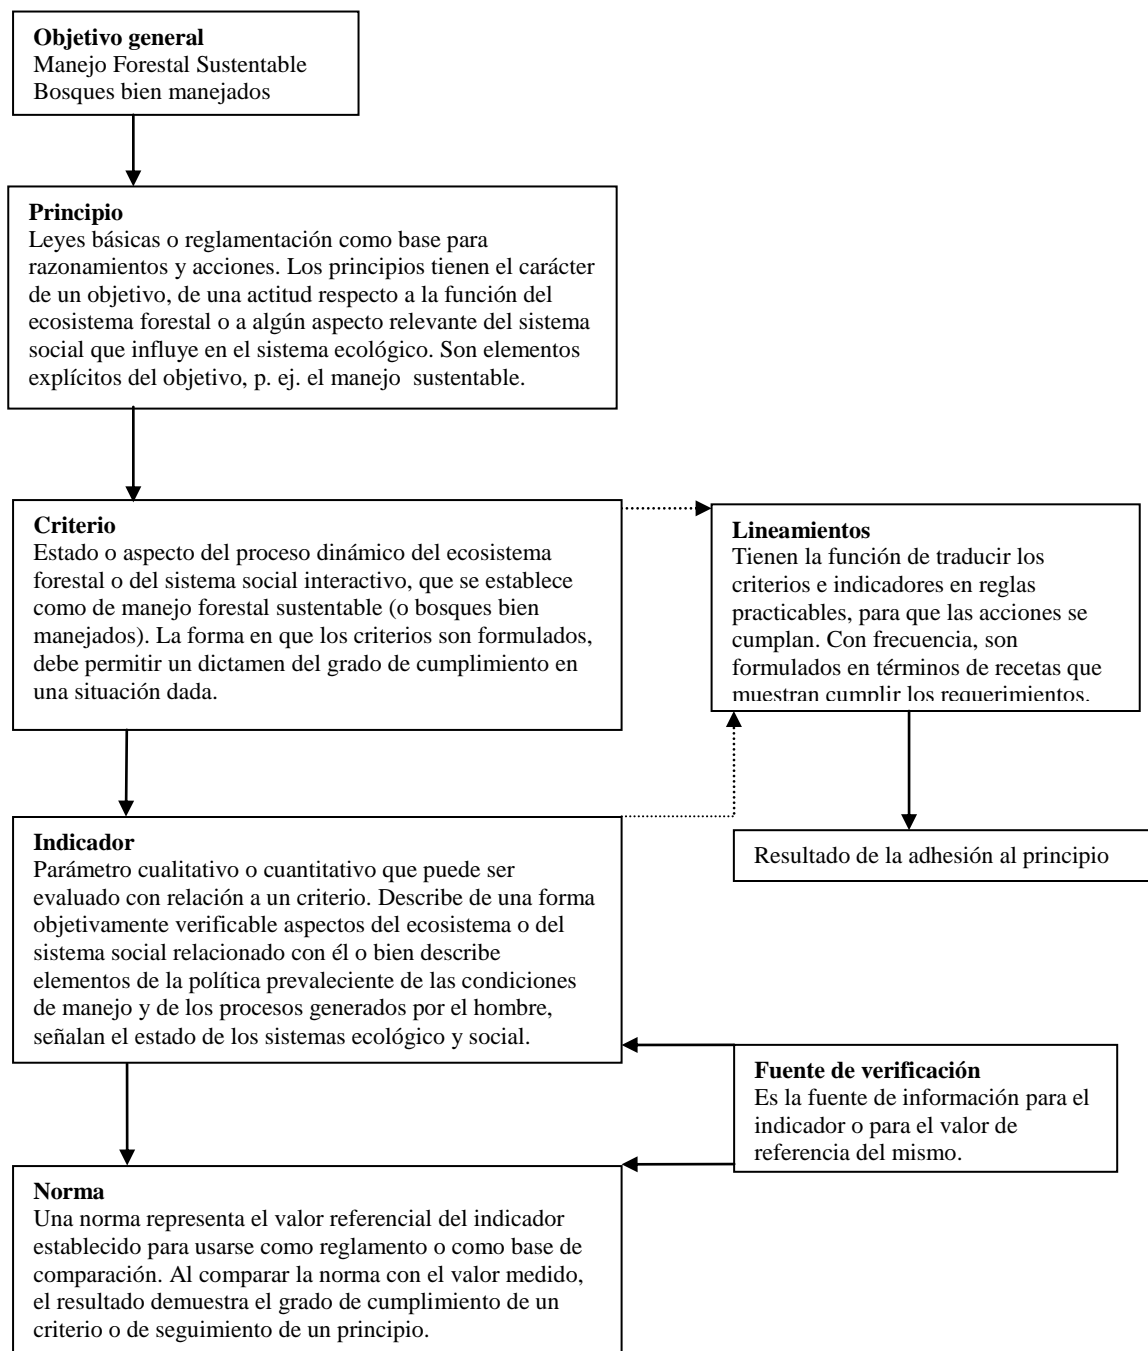 Objetivo general
Manejo Forestal Sustentable
Bosques bien manejados
Principio
Leyes básicas o reglamentación como base para
razonamientos y acciones. Los principios tienen el carácter
de un objetivo, de una actitud respecto a la función del
ecosistema forestal o a algún aspecto relevante del sistema
social que influye en el sistema ecológico. Son elementos
explícitos del objetivo, p. ej. el manejo sustentable.
Criterio
Estado o aspecto del proceso dinámico del ecosistema
forestal o del sistema social interactivo, que se establece
como de manejo forestal sustentable (o bosques bien
manejados). La forma en que los criterios son formulados,
debe permitir un dictamen del grado de cumplimiento en
una situación dada.
Lineamientos
Tienen la función de traducir los
criterios e indicadores en reglas
practicables, para que las acciones se
cumplan. Con frecuencia, son
formulados en términos de recetas que
muestran cumplir los requerimientos.
Indicador
Parámetro cualitativo o cuantitativo que puede ser
evaluado con relación a un criterio. Describe de una forma
objetivamente verificable aspectos del ecosistema o del
sistema social relacionado con él o bien describe
elementos de la política prevaleciente de las condiciones
de manejo y de los procesos generados por el hombre,
señalan el estado de los sistemas ecológico y social.
Resultado de la adhesión al principio
Fuente de verificación
Es la fuente de información para el
indicador o para el valor de
referencia del mismo.
Norma
Una norma representa el valor referencial del indicador
establecido para usarse como reglamento o como base de
comparación. Al comparar la norma con el valor medido,
el resultado demuestra el grado de cumplimiento de un
criterio o de seguimiento de un principio.